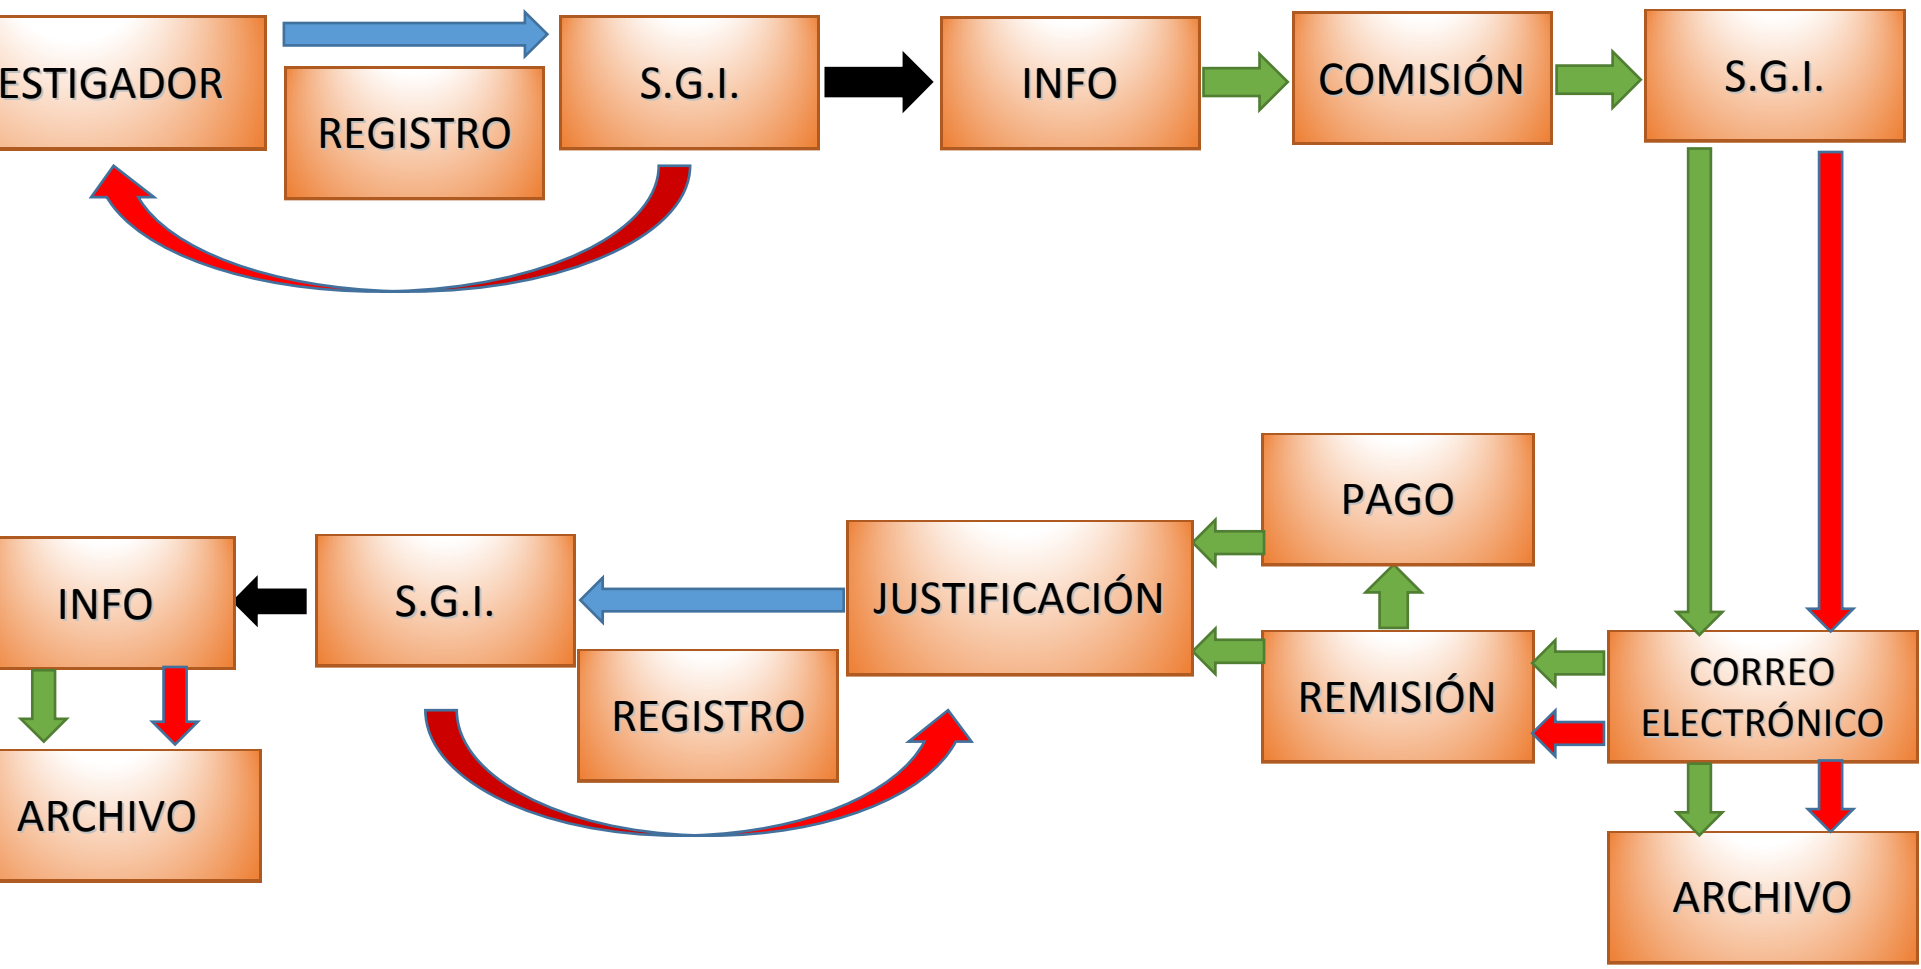 ESTIGADOR
REGISTRO
S.G.I.
INFO
COMISIÓN
S.G.I.
PAGO
INFO
S.G.I.
JUSTIFICACIÓN
REGISTRO
REMISIÓN
CORREO
ELECTRÓNICO
ARCHIVO
ARCHIVO